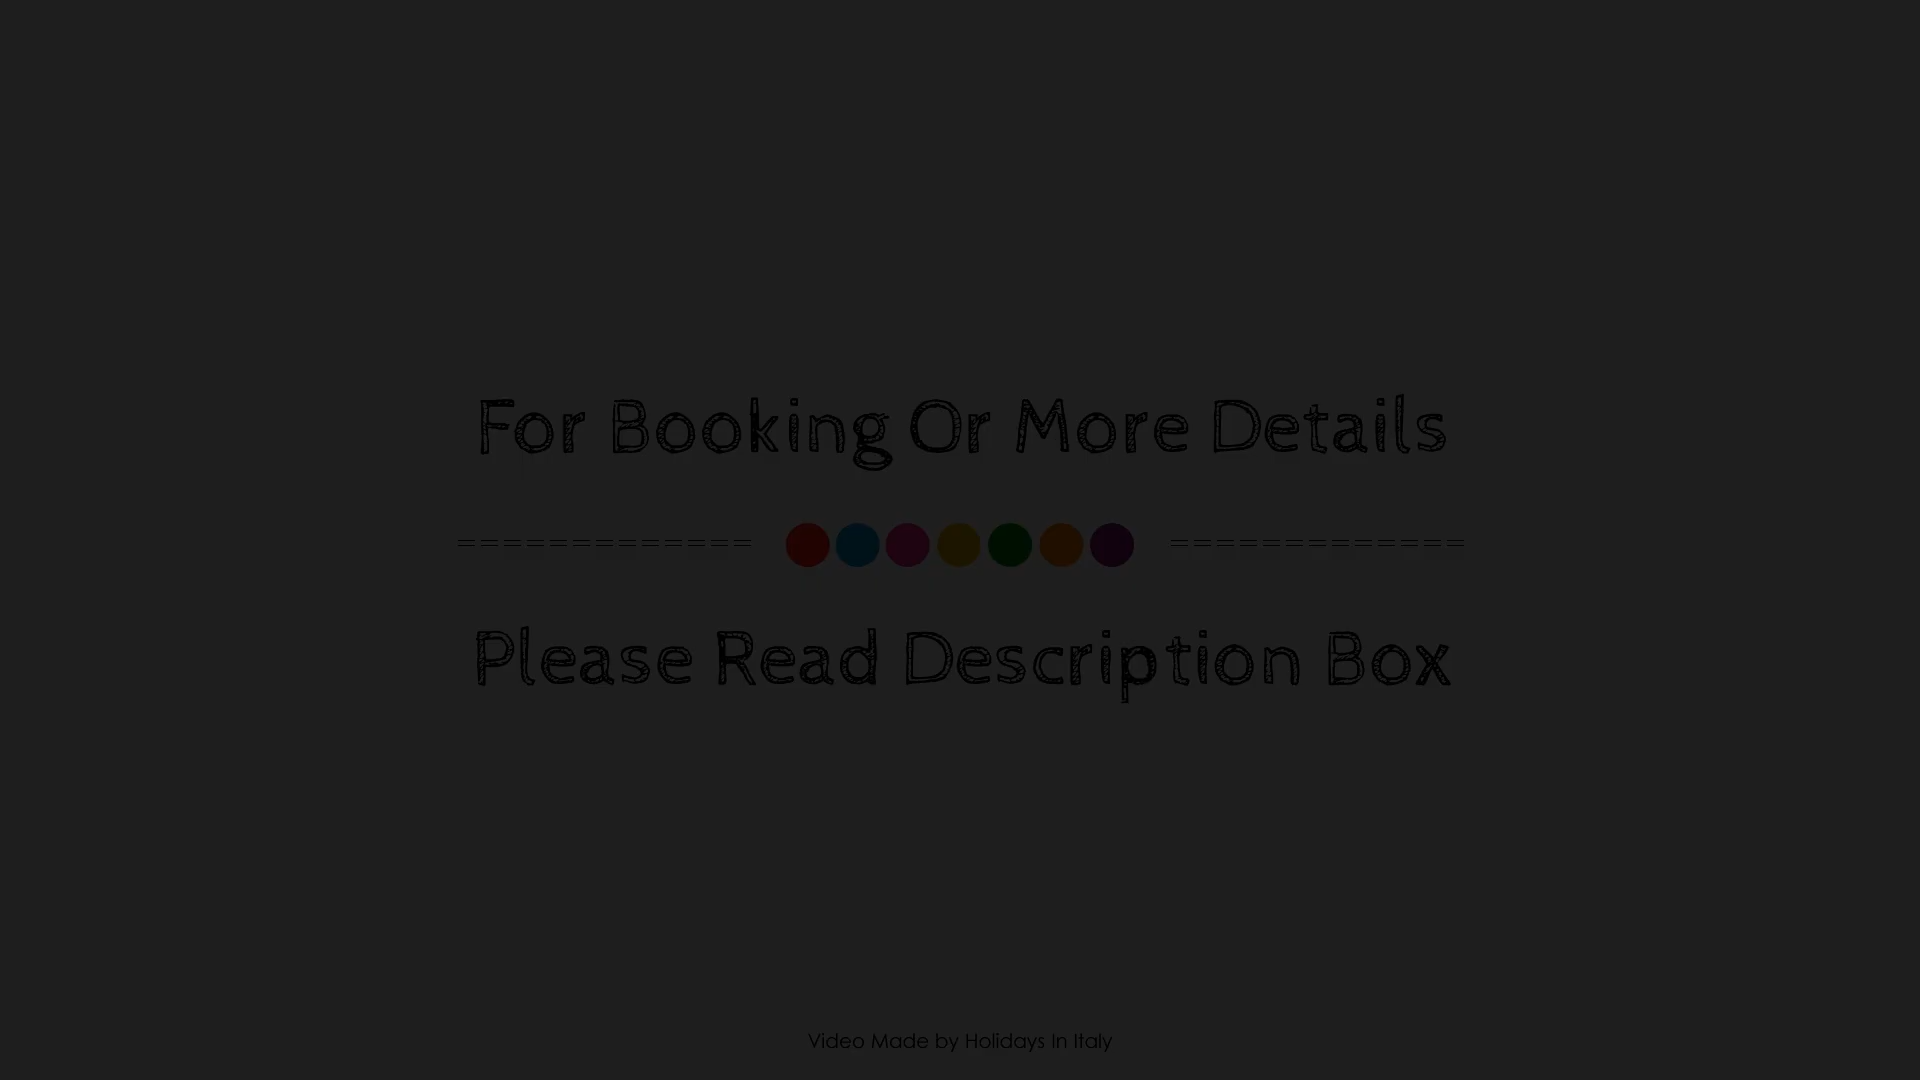 For Booking Or More Details
============= =============
Please Read Description Box
Video Made by Holidays In Italy